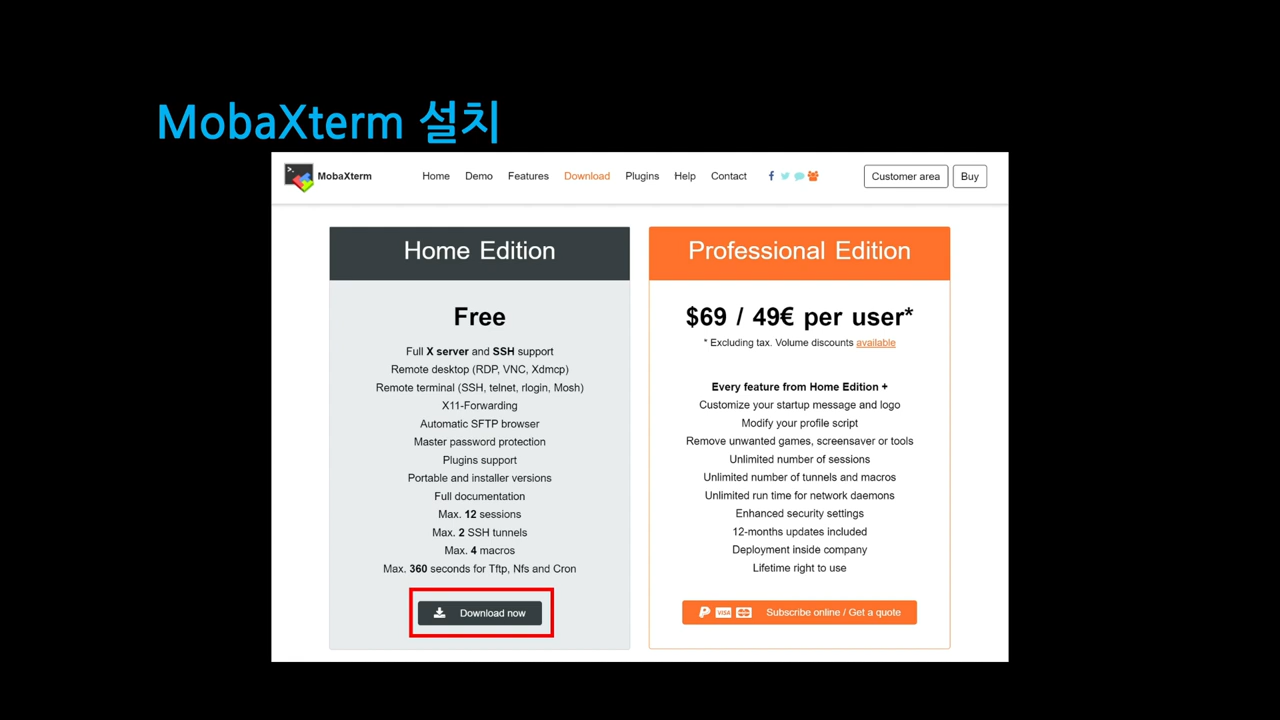 MobaXterm 설치
MobaXterm
Home Demo Features Download Plugins Help Contact
Customer area
Buy
Home Edition
Free
Full X server and SSH support
Remote desktop (RDP, VNC, Xdmcp)
Remote terminal (SSH, telnet, rlogin, Mosh)
X11-Forwarding
Automatic SFTP browser
Master password protection
Plugins support
Portable and installer versions
Full documentation
Max. 12 sessions
Max. 2 SSH tunnels
Max. 4 macros
Max. 360 seconds for Tftp, Nfs and Cron
Download now
Professional Edition
$69 / 49€ per user*
* Excluding tax. Volume discounts available
Every feature from Home Edition +
Customize your startup message and logo
Modify your profile script
Remove unwanted games, screensaver or tools
Unlimited number of sessions
Unlimited number of tunnels and macros
Unlimited run time for network daemons
Enhanced security settings
12-months updates included
Deployment inside company
Lifetime right to use
VISA
Subscribe online / Get a quote